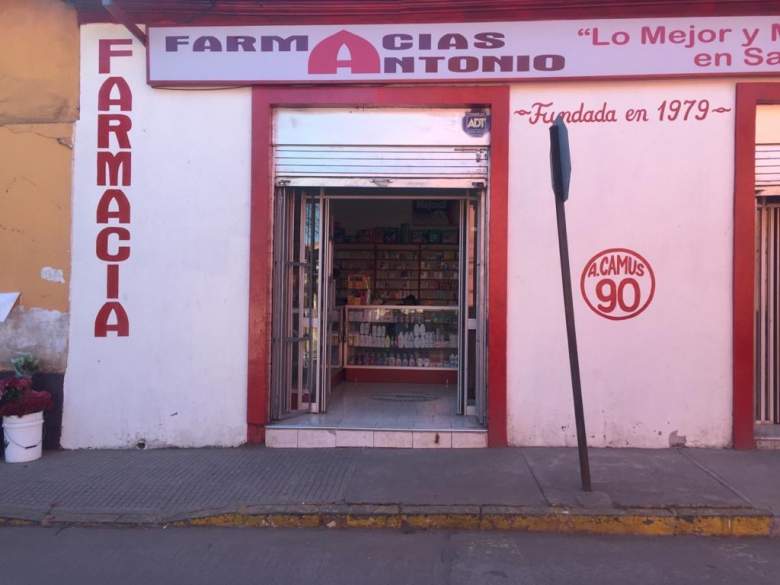 FARMACIAS
ANTONIO
"Lo Mejor y M
en Sa
FARMACIA
ADT
~Fundada en 1979~
A.CAMUS
90